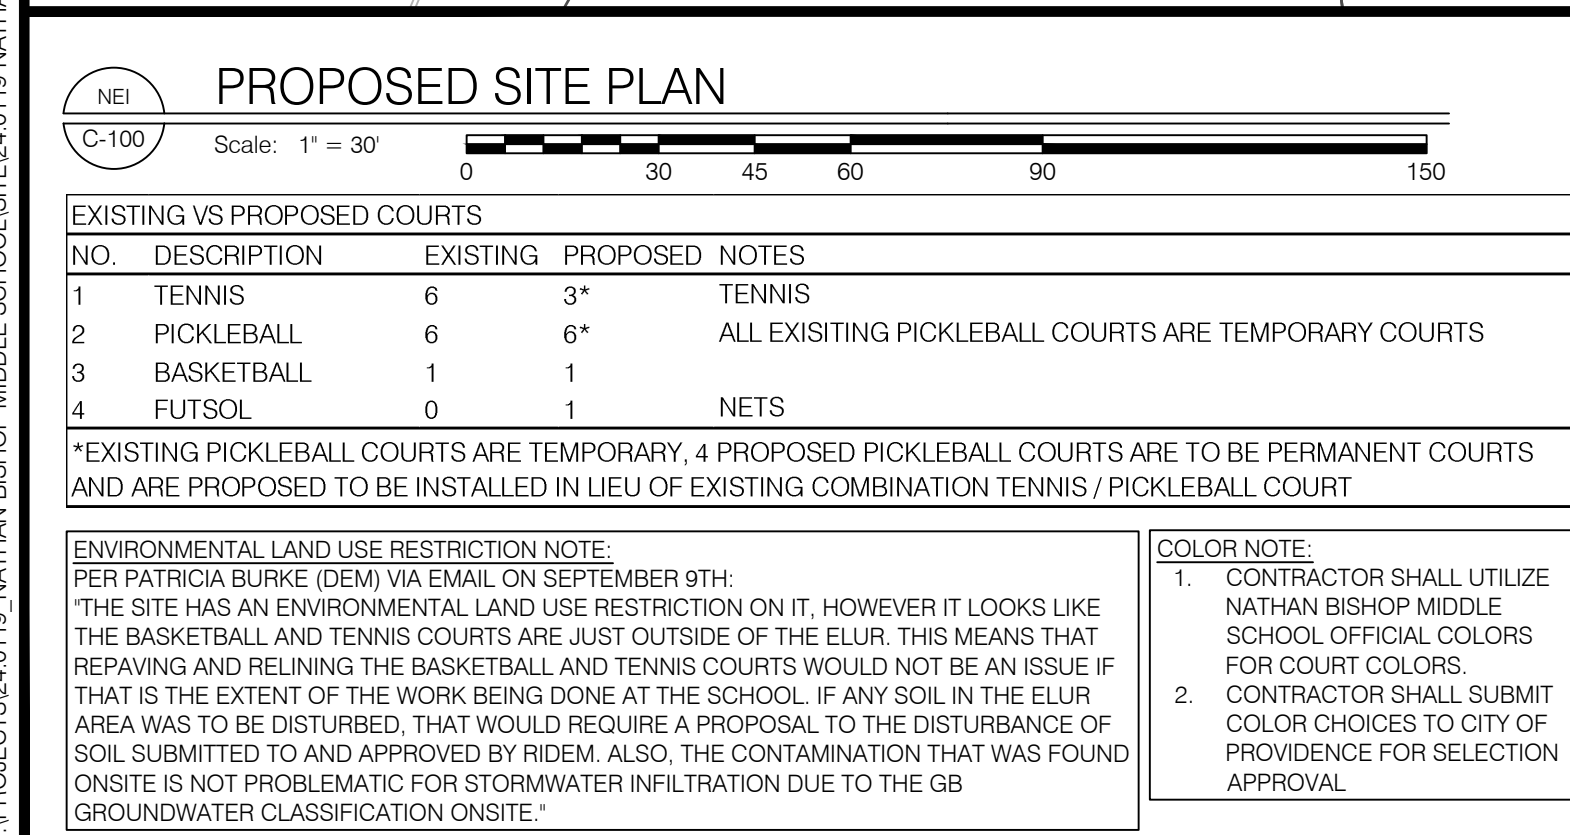 NEI
C-100
PROPOSED SITE PLAN
Scale: 1" = 30'
0 30 45 60 90 150
EXISTING VS PROPOSED COURTS
NO. DESCRIPTION EXISTING PROPOSED NOTES
1 TENNIS 6 3* TENNIS
2 PICKLEBALL 6 6* ALL EXISITING PICKLEBALL COURTS ARE TEMPORARY COURTS
3 BASKETBALL 1 1
4 FUTSOL 0 1 NETS
*EXISTING PICKLEBALL COURTS ARE TEMPORARY, 4 PROPOSED PICKLEBALL COURTS ARE TO BE PERMANENT COURTS
AND ARE PROPOSED TO BE INSTALLED IN LIEU OF EXISTING COMBINATION TENNIS / PICKLEBALL COURT
ENVIRONMENTAL LAND USE RESTRICTION NOTE:
PER PATRICIA BURKE (DEM) VIA EMAIL ON SEPTEMBER 9TH:
"THE SITE HAS AN ENVIRONMENTAL LAND USE RESTRICTION ON IT, HOWEVER IT LOOKS LIKE
THE BASKETBALL AND TENNIS COURTS ARE JUST OUTSIDE OF THE ELUR. THIS MEANS THAT
REPAVING AND RELINING THE BASKETBALL AND TENNIS COURTS WOULD NOT BE AN ISSUE IF
THAT IS THE EXTENT OF THE WORK BEING DONE AT THE SCHOOL. IF ANY SOIL IN THE ELUR
AREA WAS TO BE DISTURBED, THAT WOULD REQUIRE A PROPOSAL TO THE DISTURBANCE OF
SOIL SUBMITTED TO AND APPROVED BY RIDEM. ALSO, THE CONTAMINATION THAT WAS FOUND
ONSITE IS NOT PROBLEMATIC FOR STORMWATER INFILTRATION DUE TO THE GB
GROUNDWATER CLASSIFICATION ONSITE."
COLOR NOTE:
1. CONTRACTOR SHALL UTILIZE
NATHAN BISHOP MIDDLE
SCHOOL OFFICIAL COLORS
FOR COURT COLORS.
2. CONTRACTOR SHALL SUBMIT
COLOR CHOICES TO CITY OF
PROVIDENCE FOR SELECTION
APPROVAL